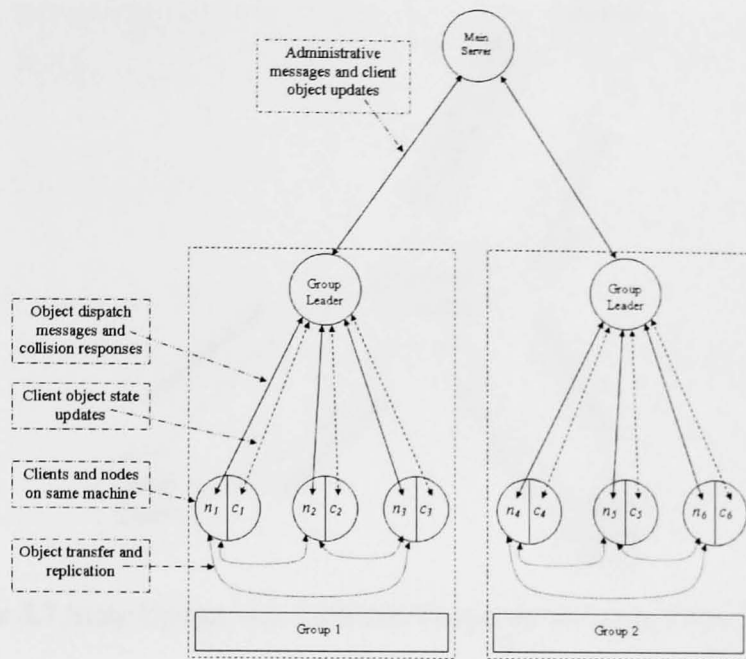 Main
Server
Administrative
messages and client
object updates
Group
Leader
Group
Leader
Object dispatch
messages and
collision responses
Client object state
updates
Clients and nodes
on same machine
n1 c1 n2 c2 n3 c3 n4 c4 n5 c5 n6 c6
Object transfer and
replication
Group 1 Group 2